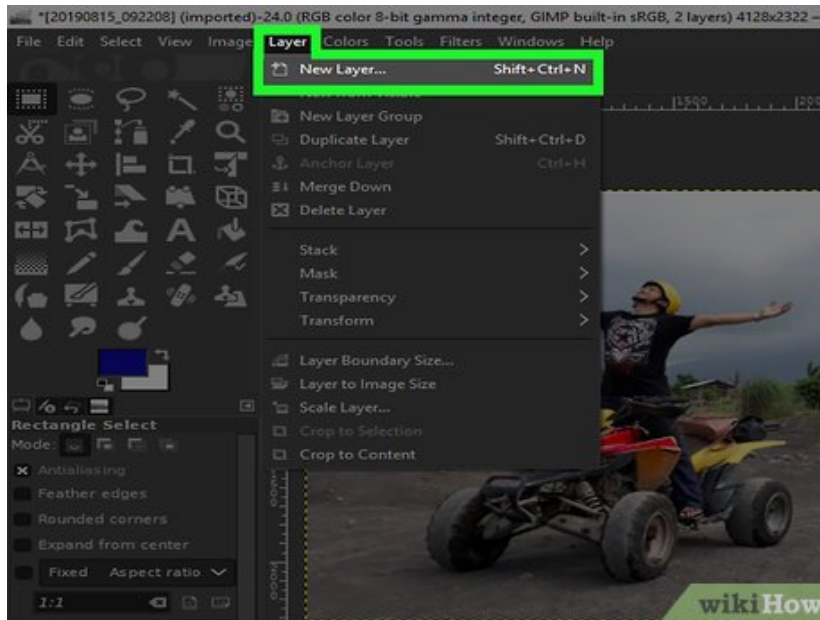 *[20190815_092208] (imported)-24.0 (RGB color 8-bit gamma integer, GIMP built-in sRGB, 2 layers) 4128x2322 –
File Edit Select View Image Layer Colors Tools Filters Windows Help
New Layer... Shift+Ctrl+N
New Layer Group
Duplicate Layer Shift+Ctrl+D
Anchor Layer Ctrl+H
Merge Down
Delete Layer
Stack
Mask
Transparency
Transform
Layer Boundary Size...
Layer to Image Size
Scale Layer...
Crop to Selection
Crop to Content
1500
Rectangle Select
Mode:
Antialiasing
Feather edges
Rounded corners
Expand from center
Fixed Aspect ratio
1:1
wikiHow